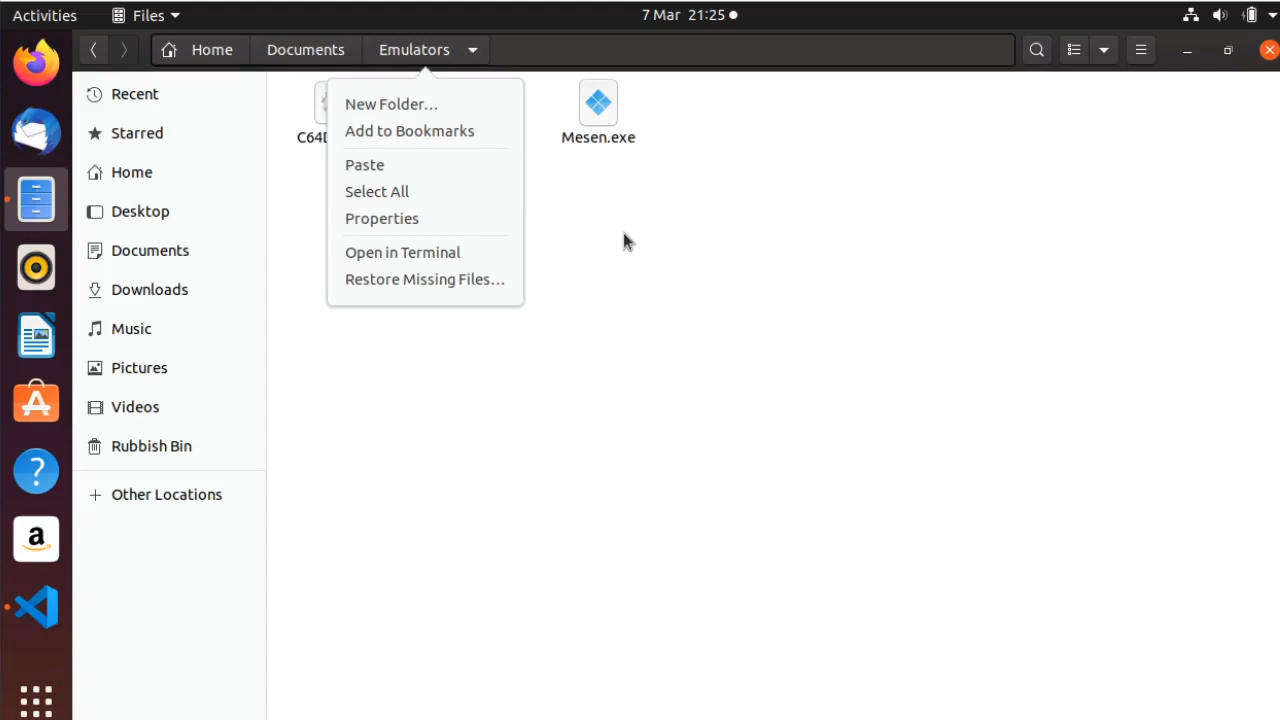 Activities
Files
7 Mar 21:25
Home
Documents
Emulators
Recent
Starred
Home
Desktop
Documents
Downloads
Music
Pictures
Videos
Rubbish Bin
Other Locations
New Folder...
Add to Bookmarks
Paste
Select All
Properties
Open in Terminal
Restore Missing Files...
C64D
Mesen.exe